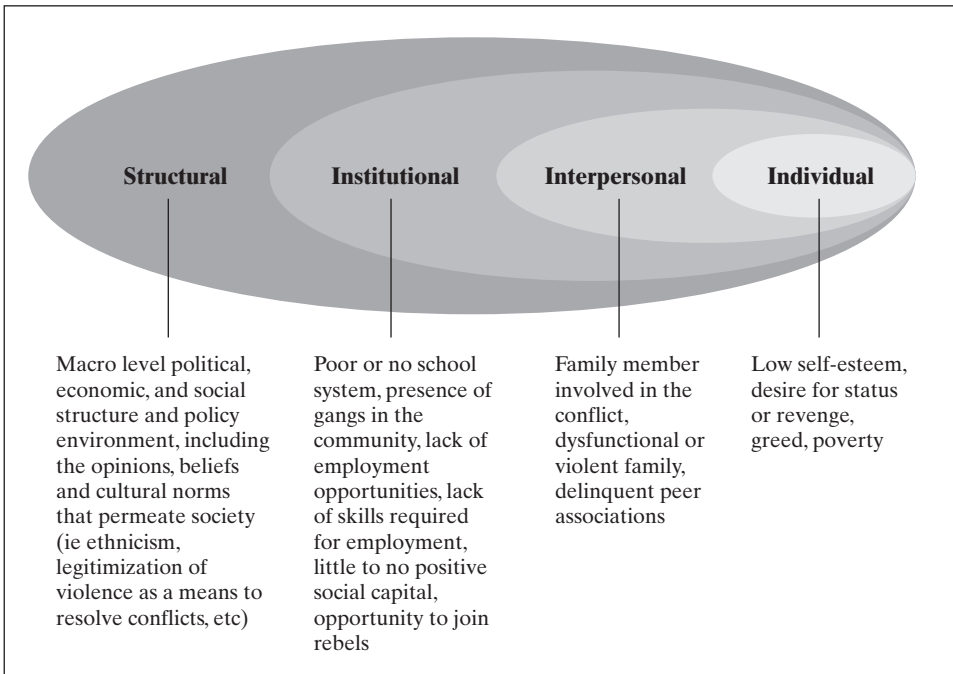 Structural
Institutional
Interpersonal
Individual
Macro level political,
economic, and social
structure and policy
environment, including
the opinions, beliefs
and cultural norms
that permeate society
(ie ethnicism,
legitimization of
violence as a means to
resolve conflicts, etc)
Poor or no school
system, presence of
gangs in the
community, lack of
employment
opportunities, lack
of skills required
for employment,
little to no positive
social capital,
opportunity to join
rebels
Family member
involved in the
conflict,
dysfunctional or
violent family,
delinquent peer
associations
Low self-esteem,
desire for status
or revenge,
greed, poverty